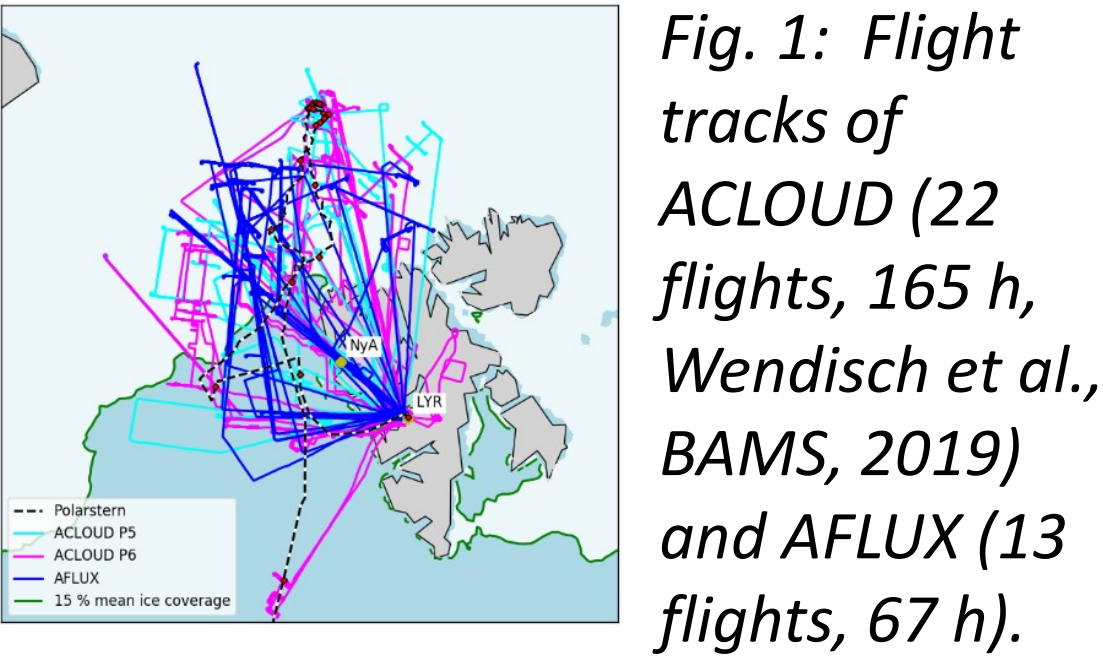 NyA
LYR
Polarstern
ACLOUD P5
ACLOUD P6
AFLUX
15 % mean ice coverage
Fig. 1: Flight
tracks of
ACLOUD (22
flights, 165 h,
Wendisch et al.,
BAMS, 2019)
and AFLUX (13
flights, 67 h).